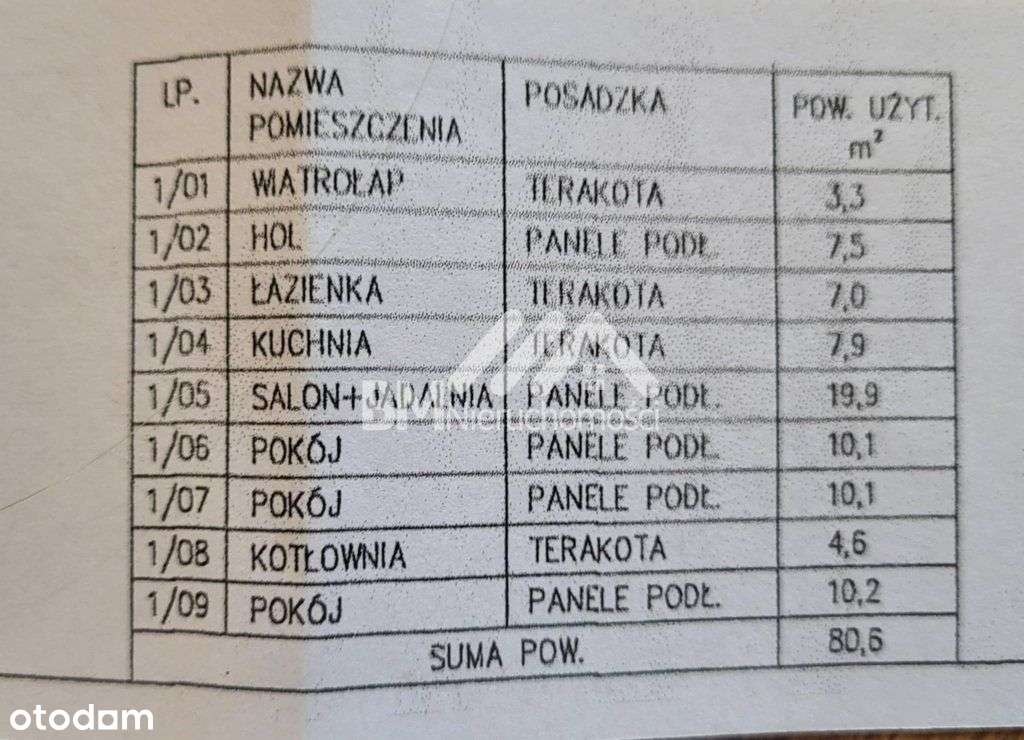 LP. NAZWA POMIESZCZENIA POSADZKA POW. UŻYT. m²
1/01 WIATROŁAP TERAKOTA 3,3
1/02 HOL PANELE PODŁ. 7,5
1/03 ŁAZIENKA TERAKOTA 7,0
1/04 KUCHNIA TERAKOTA 7,9
1/05 SALON+JADALNIA PANELE PODŁ. 19,9
1/06 POKÓJ PANELE PODŁ. 10,1
1/07 POKÓJ PANELE PODŁ. 10,1
1/08 KOTŁOWNIA TERAKOTA 4,6
1/09 POKÓJ PANELE PODŁ. 10,2
SUMA POW. 80,6
BM Nieruchomości
otodom